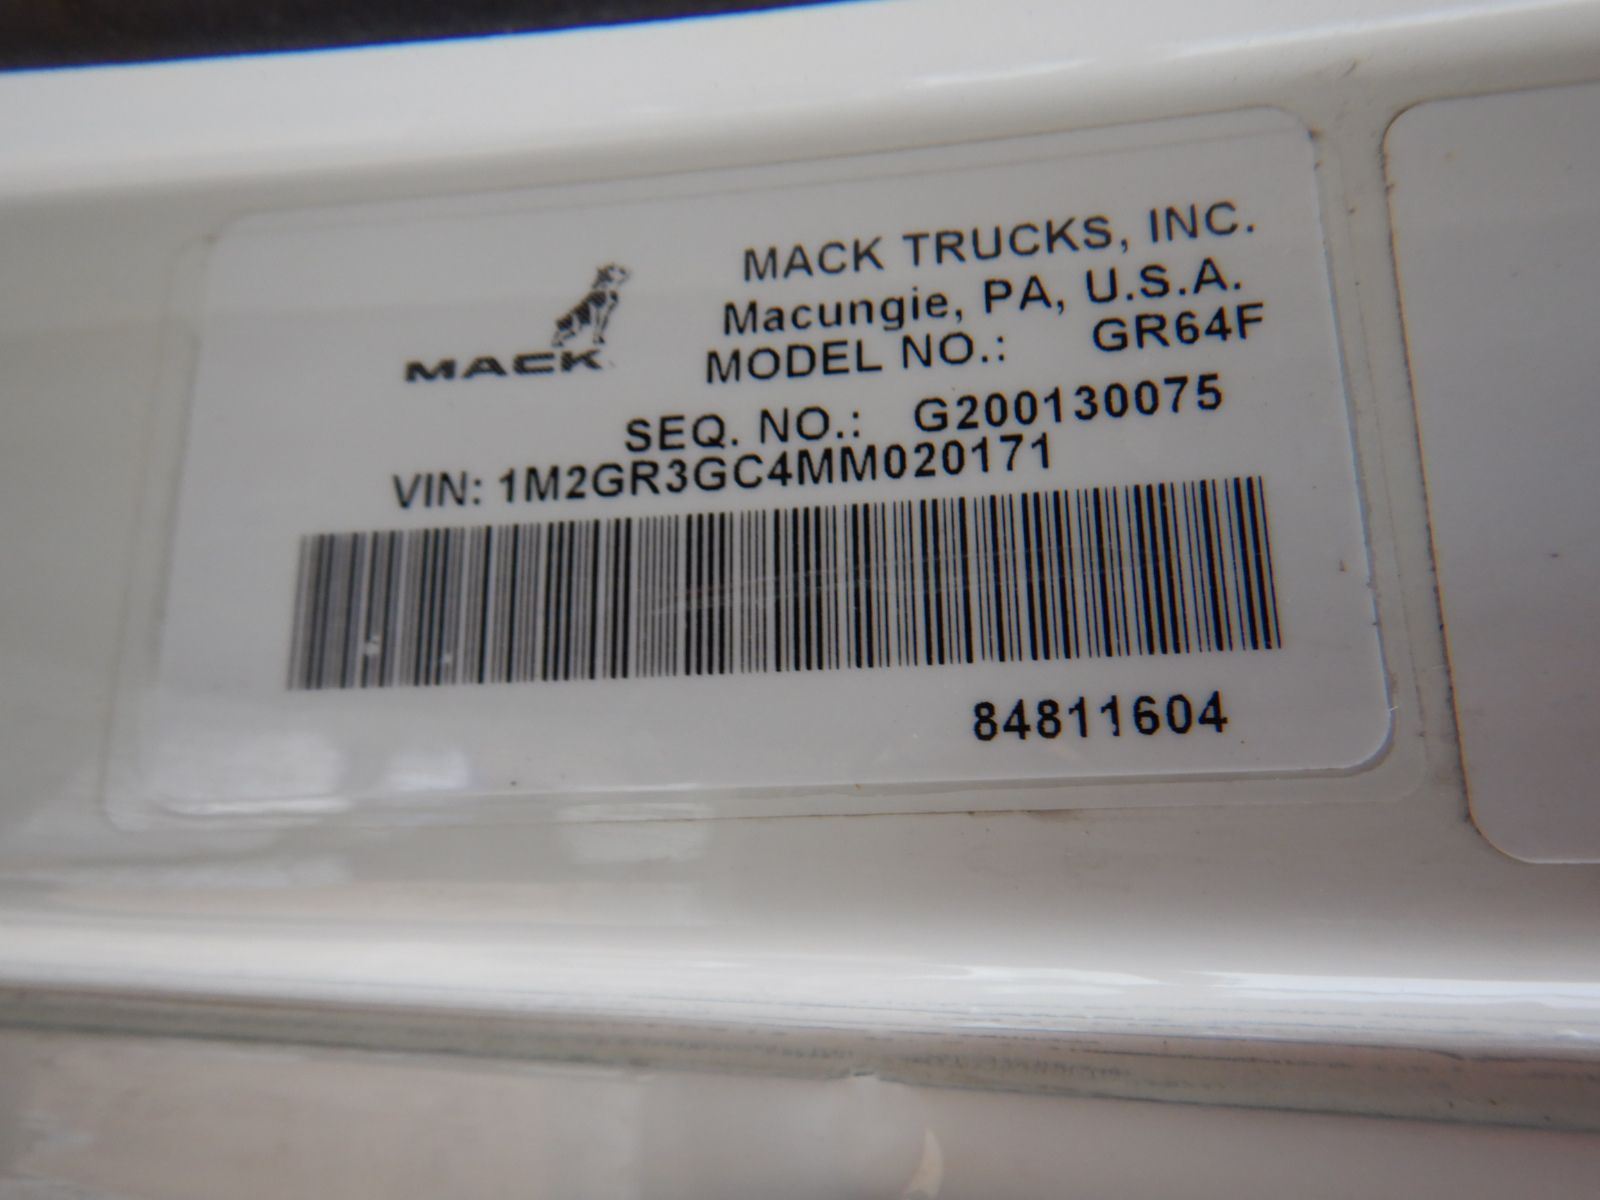 MACK
MACK TRUCKS, INC.
Macungie, PA, U.S.A.
MODEL NO.: GR64F
SEQ. NO.: G200130075
VIN: 1M2GR3GC4MM020171
84811604